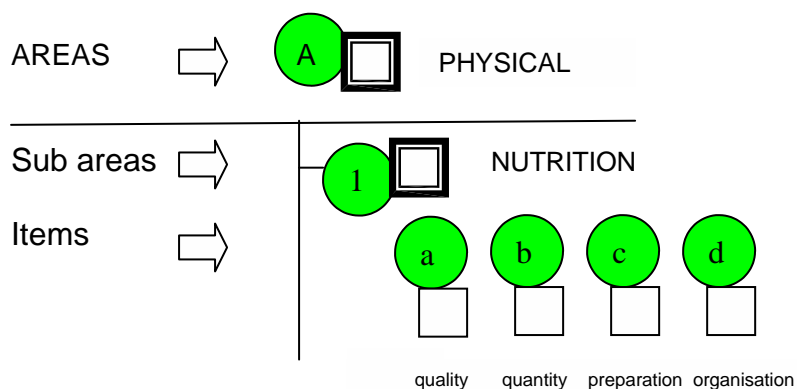 AREAS A PHYSICAL
Sub areas 1 NUTRITION
Items
a b c d
quality quantity preparation organisation